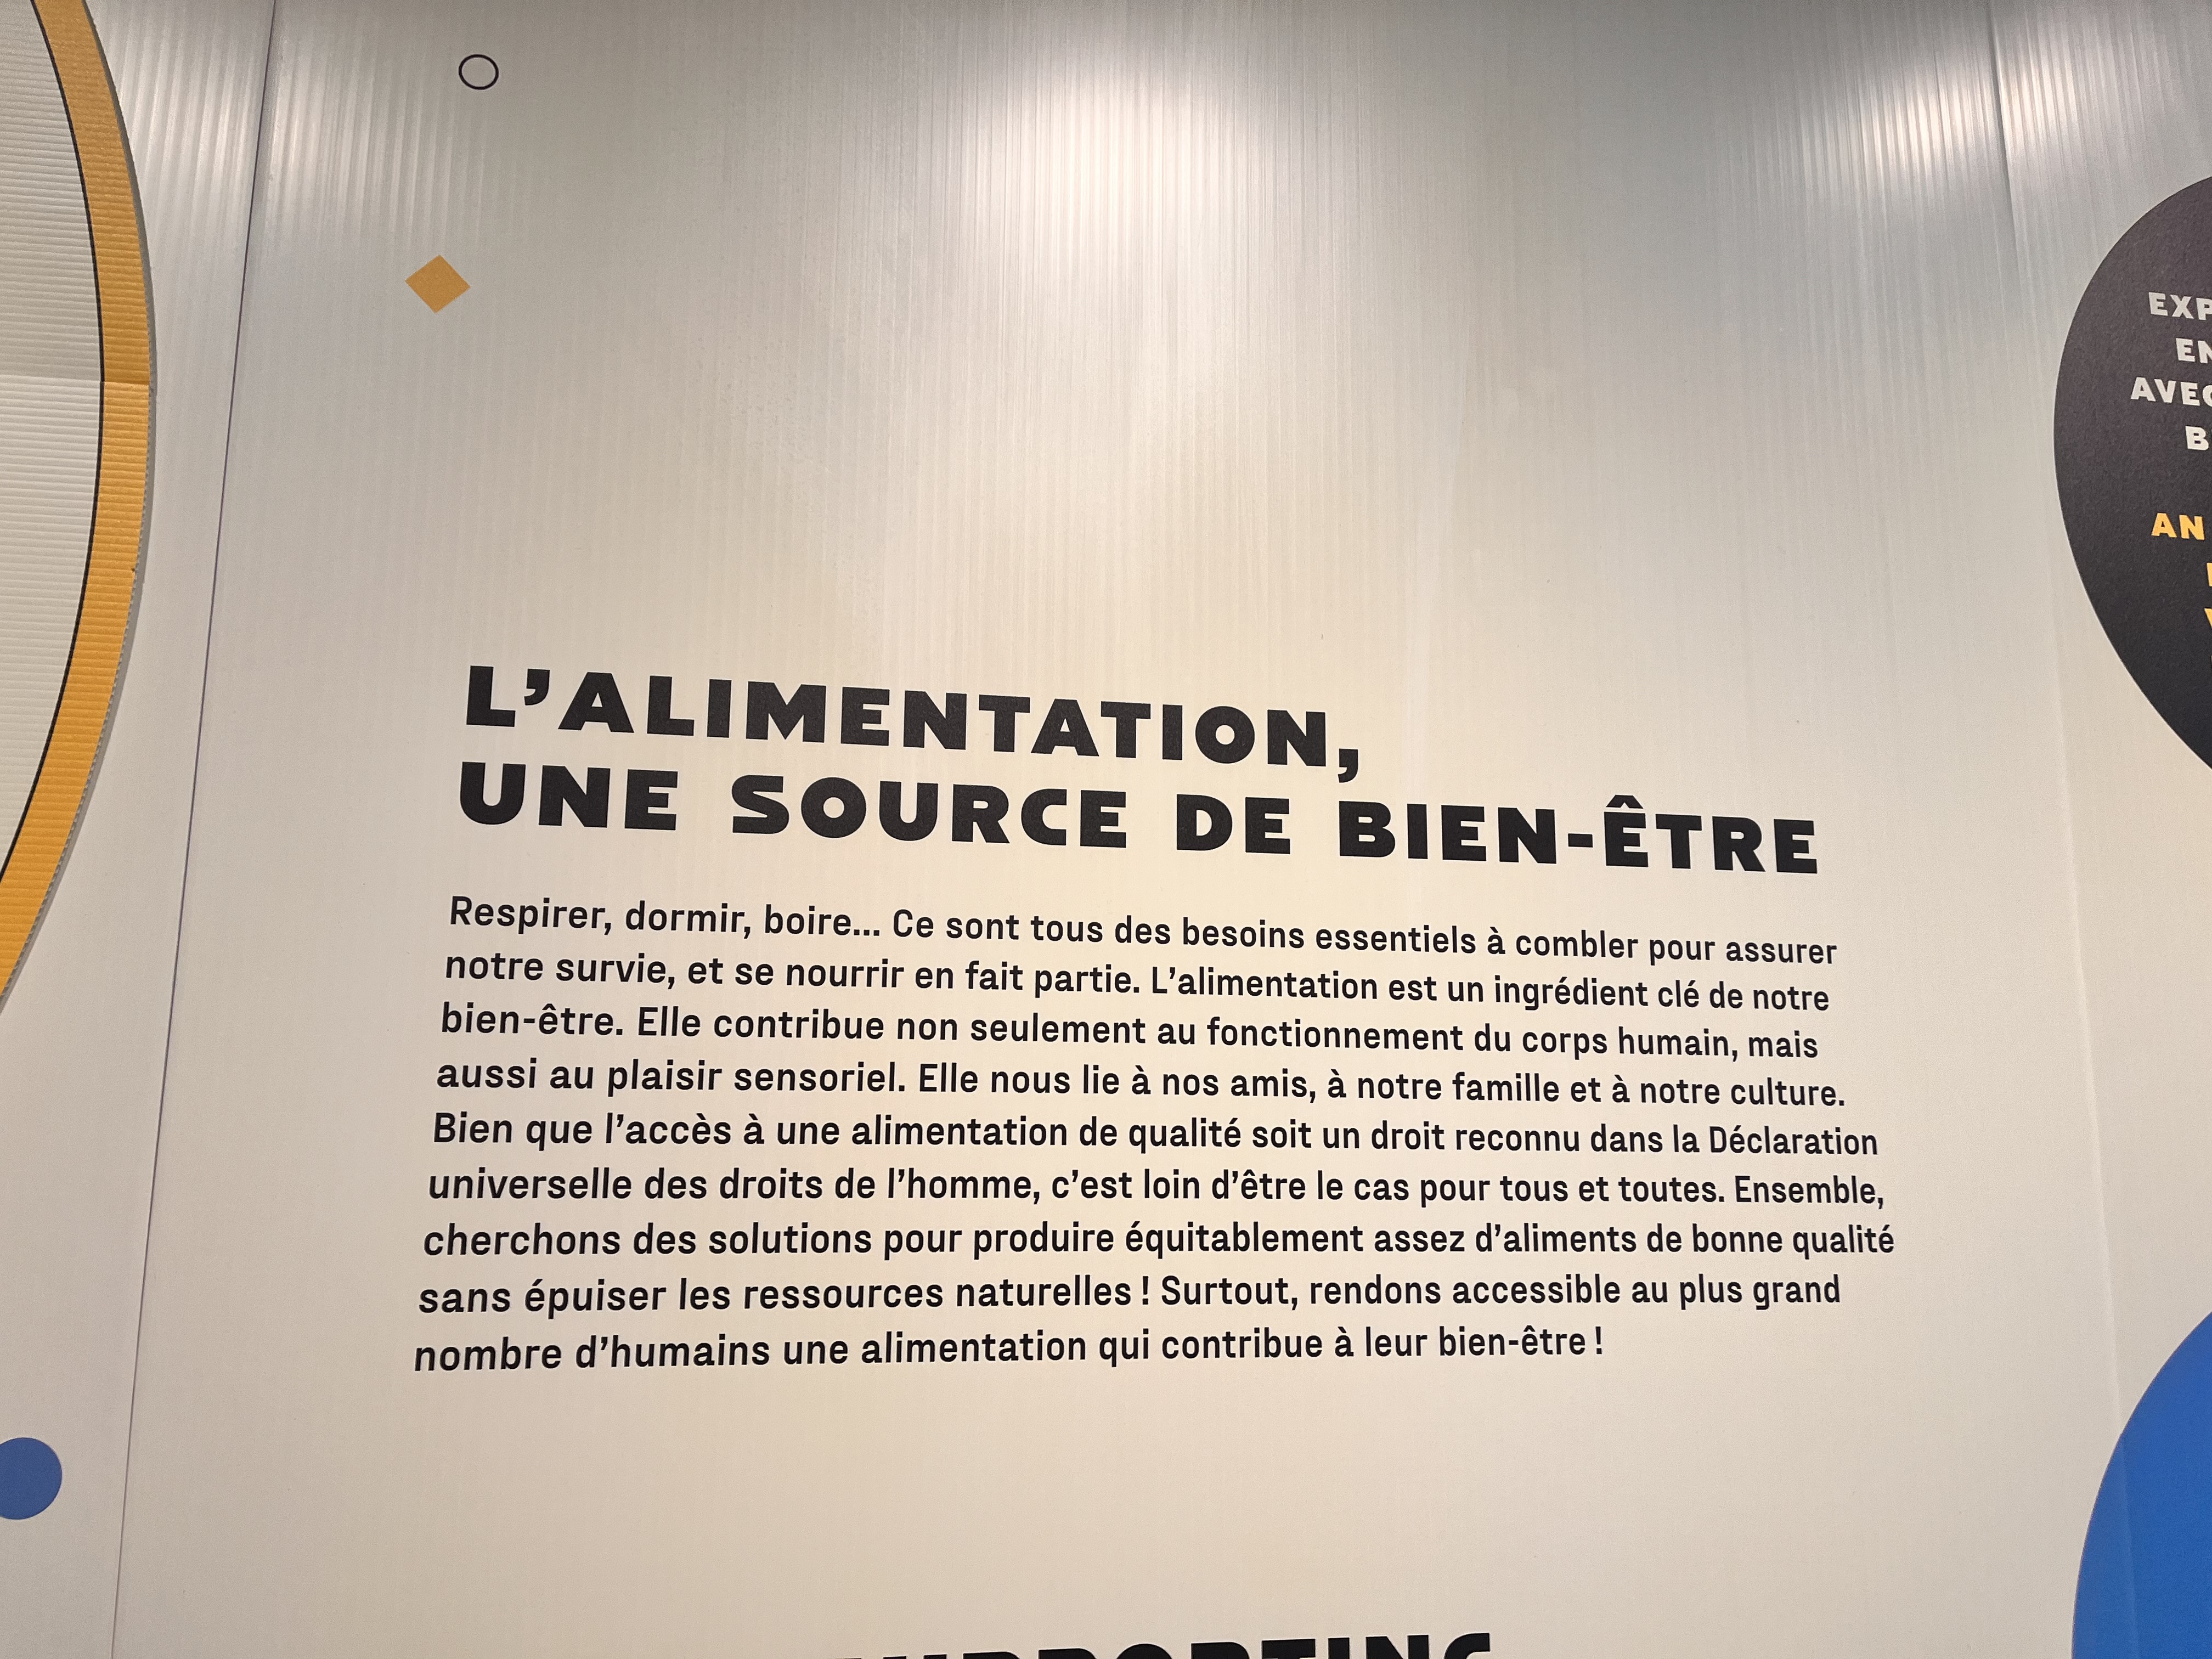 L’ALIMENTATION,
UNE SOURCE DE BIEN-ÊTRE
Respirer, dormir, boire... Ce sont tous des besoins essentiels à combler pour assurer
notre survie, et se nourrir en fait partie. L’alimentation est un ingrédient clé de notre
bien-être. Elle contribue non seulement au fonctionnement du corps humain, mais
aussi au plaisir sensoriel. Elle nous lie à nos amis, à notre famille et à notre culture.
Bien que l’accès à une alimentation de qualité soit un droit reconnu dans la Déclaration
universelle des droits de l’homme, c’est loin d’être le cas pour tous et toutes. Ensemble,
cherchons des solutions pour produire équitablement assez d’aliments de bonne qualité
sans épuiser les ressources naturelles ! Surtout, rendons accessible au plus grand
nombre d’humains une alimentation qui contribue à leur bien-être !